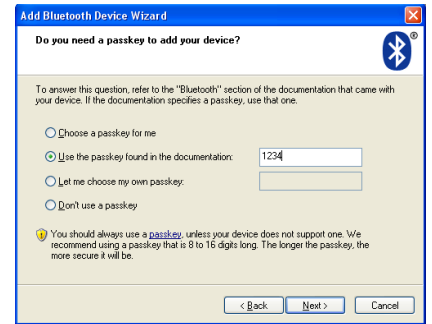 Add Bluetooth Device Wizard
Do you need a passkey to add your device?
To answer this question, refer to the "Bluetooth" section of the documentation that came with
your device. If the documentation specifies a passkey, use that one.
Choose a passkey for me
Use the passkey found in the documentation: 1234
Let me choose my own passkey:
Don't use a passkey
You should always use a passkey, unless your device does not support one. We
recommend using a passkey that is 8 to 16 digits long. The longer the passkey, the
more secure it will be.
< Back Next > Cancel